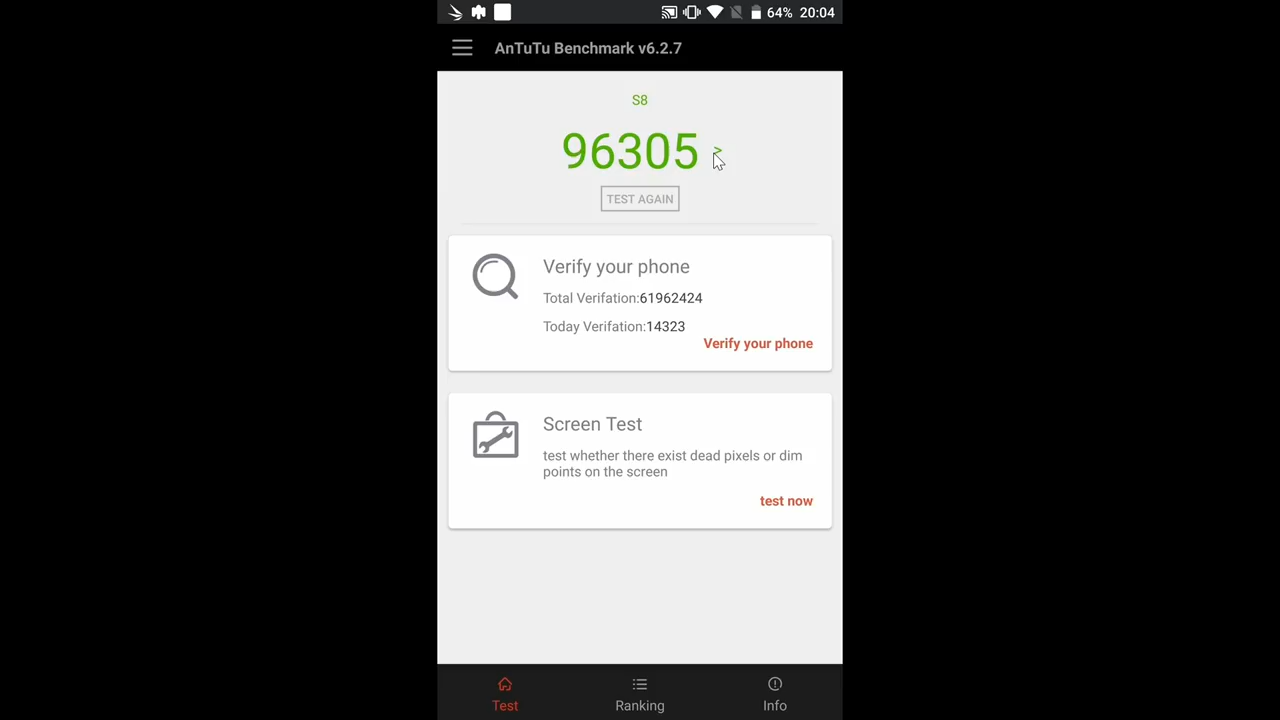 64% 20:04
AnTuTu Benchmark v6.2.7
S8
96305 >
TEST AGAIN
Verify your phone
Total Verifation:61962424
Today Verifation:14323
Verify your phone
Screen Test
test whether there exist dead pixels or dim
points on the screen
test now
Test Ranking Info